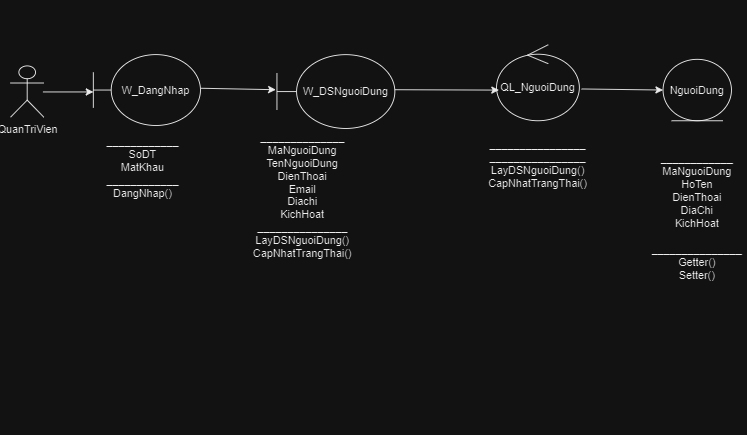 W_DangNhap
W_DSNguoiDung
QL_NguoiDung
NguoiDung
QuanTriVien
SoDT
MatKhau
DangNhap()
MaNguoiDung
TenNguoiDung
DienThoai
Email
Diachi
KichHoat
LayDSNguoiDung()
CapNhatTrangThai()
LayDSNguoiDung()
CapNhatTrangThai()
MaNguoiDung
HoTen
DienThoai
DiaChi
KichHoat
Getter()
Setter()